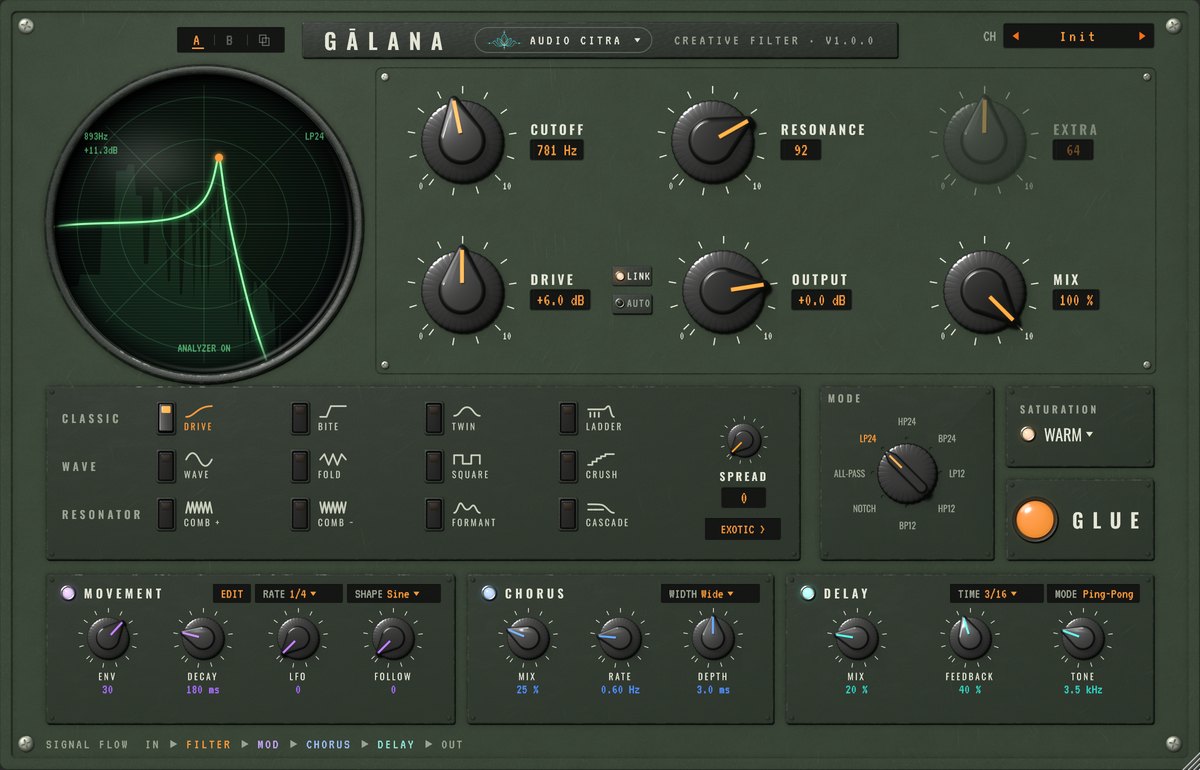 A B
GĀLANA
AUDIO CITRA
CREATIVE FILTER · V1.0.0
CH
Init
893Hz
+11.3dB
LP24
ANALYZER ON
CUTOFF
781 Hz
0 10
RESONANCE
92
0 10
EXTRA
64
0 10
DRIVE
+6.0 dB
0 10
LINK
AUTO
OUTPUT
+0.0 dB
0 10
MIX
100 %
0 10
CLASSIC
DRIVE
BITE
TWIN
LADDER
WAVE
WAVE
FOLD
SQUARE
CRUSH
RESONATOR
COMB +
COMB -
FORMANT
CASCADE
SPREAD
0
EXOTIC >
MODE
HP24
LP24
BP24
ALL-PASS
LP12
NOTCH
HP12
BP12
SATURATION
WARM
GLUE
MOVEMENT
EDIT
RATE 1/4
SHAPE Sine
ENV
30
DECAY
180 ms
LFO
0
FOLLOW
0
CHORUS
WIDTH Wide
MIX
25 %
RATE
0.60 Hz
DEPTH
3.0 ms
DELAY
TIME 3/16
MODE Ping-Pong
MIX
20 %
FEEDBACK
40 %
TONE
3.5 kHz
SIGNAL FLOW IN ▶ FILTER ▶ MOD ▶ CHORUS ▶ DELAY ▶ OUT